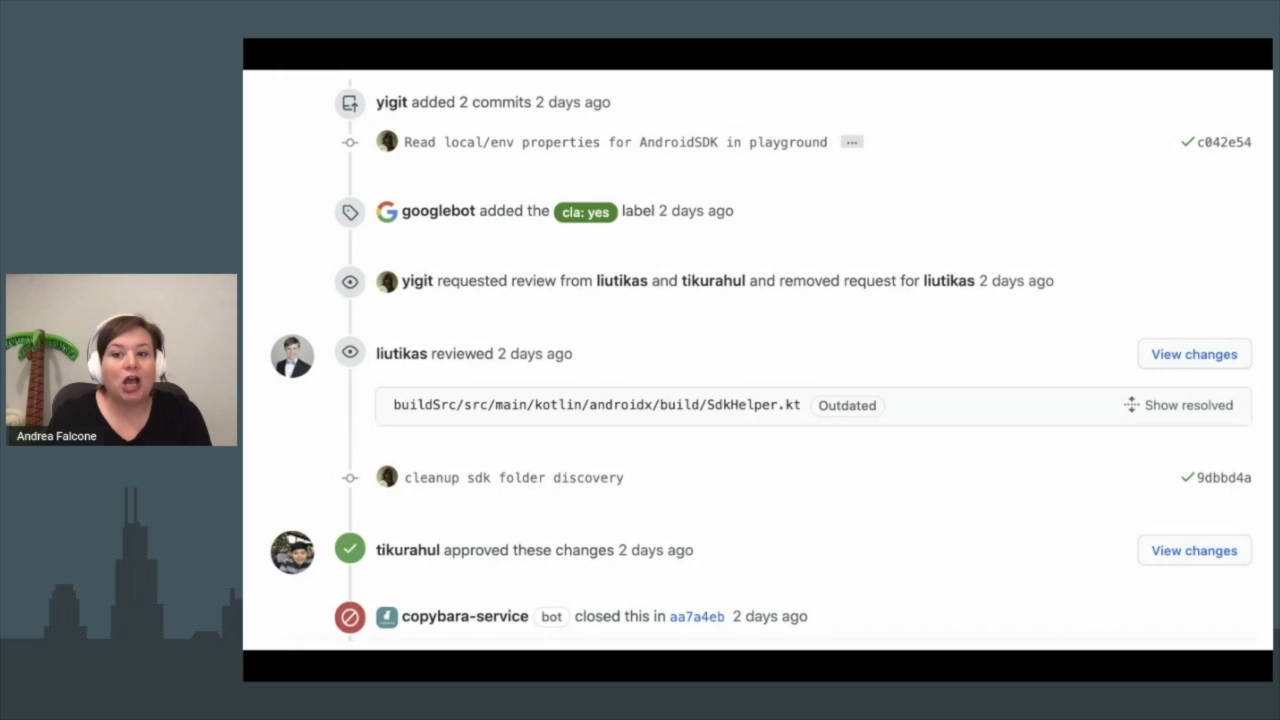 yigit added 2 commits 2 days ago
Read local/env properties for AndroidSDK in playground ...
c042e54
googlebot added the cla: yes label 2 days ago
yigit requested review from liutikas and tikurahul and removed request for liutikas 2 days ago
liutikas reviewed 2 days ago
View changes
buildSrc/src/main/kotlin/androidx/build/SdkHelper.kt Outdated
Show resolved
Andrea Falcone
cleanup sdk folder discovery
9dbbd4a
tikurahul approved these changes 2 days ago
View changes
copybara-service bot closed this in aa7a4eb 2 days ago